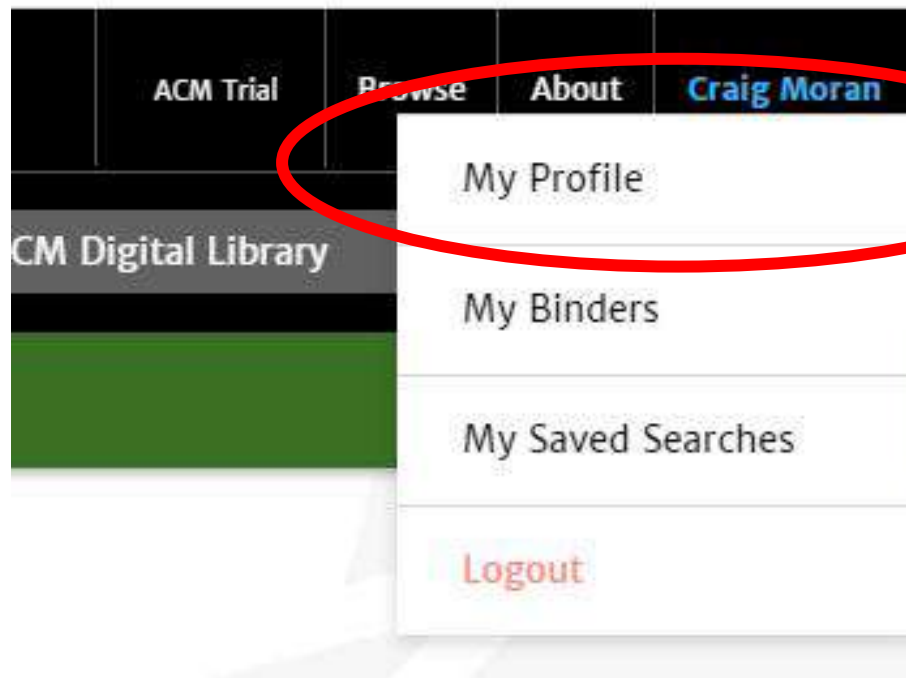 ACM Trial Browse About Craig Moran
My Profile
CM Digital Library
My Binders
My Saved Searches
Logout